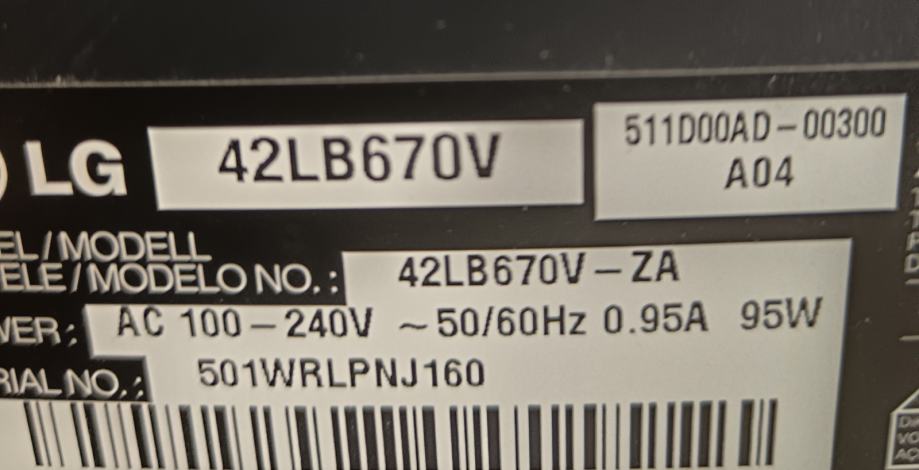 LG
42LB670V
511D00AD-00300
A04
EL/MODELL
ELE/MODELO NO.:
42LB670V-ZA
WER:
AC 100-240V ~50/60Hz 0.95A 95W
RIAL NO.:
501WRLPNJ160